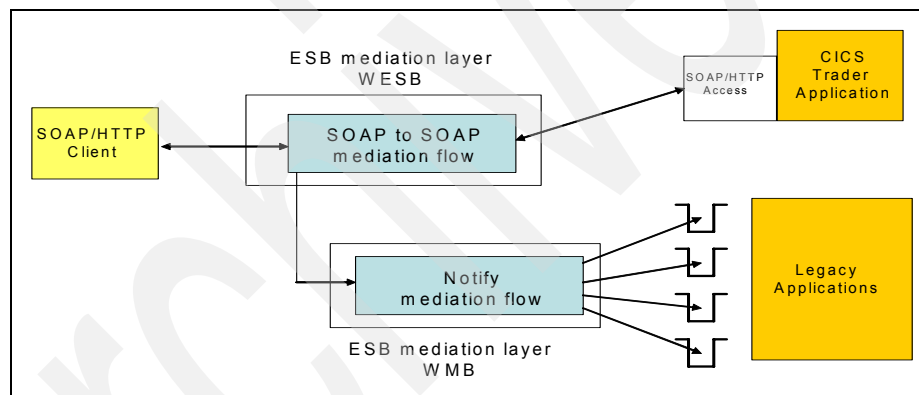 ESB mediation layer
WESB
SOAP/HTTP
Client
SOAP to SOAP
mediation flow
SOAP/HTTP
Access
CICS
Trader
Application
Notify
mediation flow
Legacy
Applications
ESB mediation layer
WMB